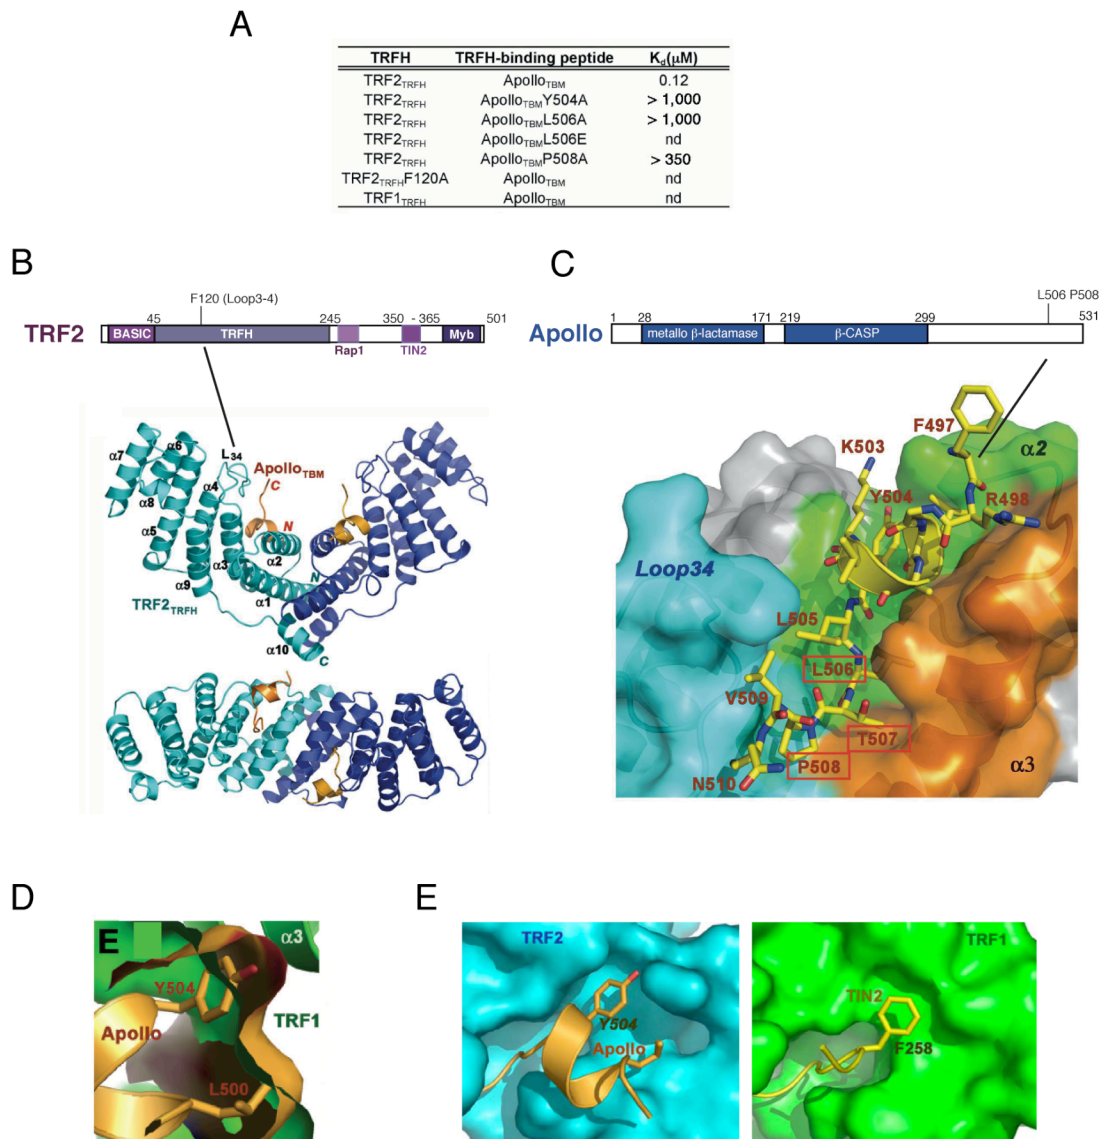 A
TRFH TRFH-binding peptide Kd(μM)
TRF2TRFH ApolloTBM 0.12
TRF2TRFH ApolloTBMY504A > 1,000
TRF2TRFH ApolloTBML506A > 1,000
TRF2TRFH ApolloTBML506E nd
TRF2TRFH ApolloTBMP508A > 350
TRF2TRFHF120A ApolloTBM nd
TRF1TRFH ApolloTBM nd
B
F120 (Loop3-4)
45 245 350 - 365 501
TRF2 BASIC TRFH Myb
Rap1 TIN2
α7 α6 L34
α4 ApolloTBM
C
α8
N
α5 α3 α2
N
α9 α1
TRF2TRFH
α10 C
C
L506 P508
1 28 171 219 299 531
Apollo metallo β-lactamase β-CASP
F497
K503 α2
Y504 R498
Loop34
L505
L506
V509
T507
P508
N510 α3
D
E α3
Y504
TRF1
Apollo
L500
E
TRF2
Y504
Apollo
TRF1
TIN2
F258